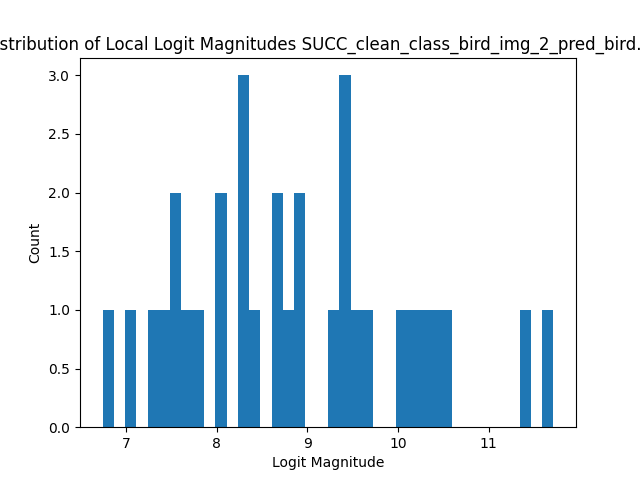 stribution of Local Logit Magnitudes SUCC_clean_class_bird_img_2_pred_bird.
3.0
2.5
2.0
1.5
1.0
0.5
0.0
Count
7 8 9 10 11
Logit Magnitude